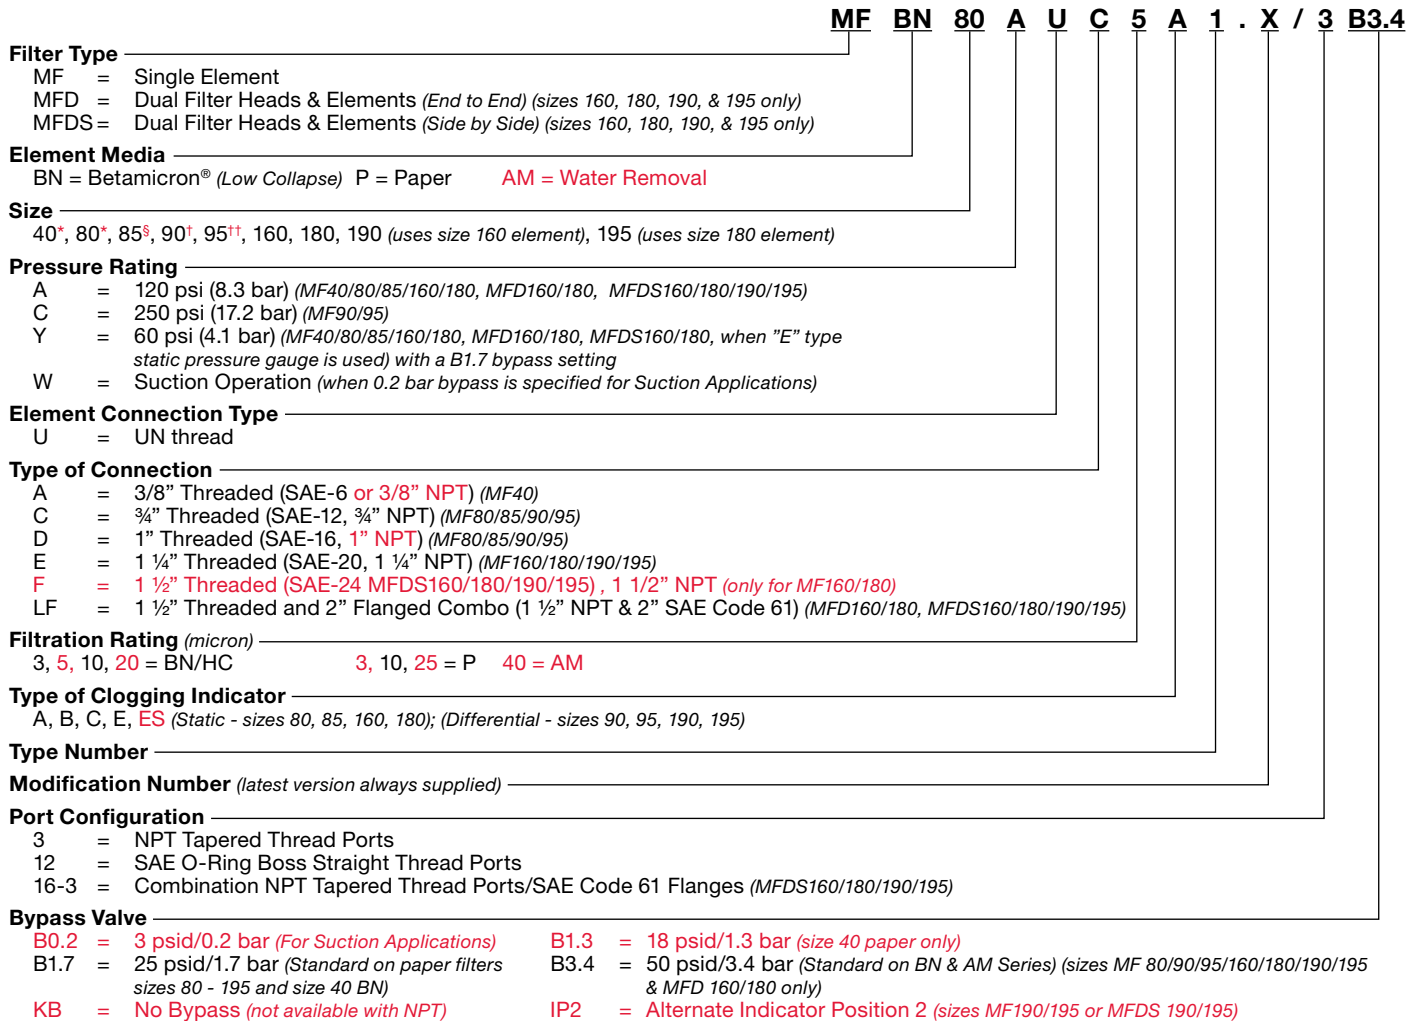 MF BN 80 A U C 5 A 1 . X / 3 B3.4
Filter Type
MF = Single Element
MFD = Dual Filter Heads & Elements (End to End) (sizes 160, 180, 190, & 195 only)
MFDS = Dual Filter Heads & Elements (Side by Side) (sizes 160, 180, 190, & 195 only)
Element Media
BN = Betamicron® (Low Collapse) P = Paper AM = Water Removal
Size
40*, 80*, 85§, 90†, 95††, 160, 180, 190 (uses size 160 element), 195 (uses size 180 element)
Pressure Rating
A = 120 psi (8.3 bar) (MF40/80/85/160/180, MFD160/180, MFDS160/180/190/195)
C = 250 psi (17.2 bar) (MF90/95)
Y = 60 psi (4.1 bar) (MF40/80/85/160/180, MFD160/180, MFDS160/180, when ”E” type
static pressure gauge is used) with a B1.7 bypass setting
W = Suction Operation (when 0.2 bar bypass is specified for Suction Applications)
Element Connection Type
U = UN thread
Type of Connection
A = 3/8” Threaded (SAE-6 or 3/8” NPT) (MF40)
C = ¾” Threaded (SAE-12, ¾” NPT) (MF80/85/90/95)
D = 1” Threaded (SAE-16, 1” NPT) (MF80/85/90/95)
E = 1 ¼” Threaded (SAE-20, 1 ¼” NPT) (MF160/180/190/195)
F = 1 ½” Threaded (SAE-24 MFDS160/180/190/195) , 1 1/2” NPT (only for MF160/180)
LF = 1 ½” Threaded and 2” Flanged Combo (1 ½” NPT & 2” SAE Code 61) (MFD160/180, MFDS160/180/190/195)
Filtration Rating (micron)
3, 5, 10, 20 = BN/HC 3, 10, 25 = P 40 = AM
Type of Clogging Indicator
A, B, C, E, ES (Static - sizes 80, 85, 160, 180); (Differential - sizes 90, 95, 190, 195)
Type Number
Modification Number (latest version always supplied)
Port Configuration
3 = NPT Tapered Thread Ports
12 = SAE O-Ring Boss Straight Thread Ports
16-3 = Combination NPT Tapered Thread Ports/SAE Code 61 Flanges (MFDS160/180/190/195)
Bypass Valve
B0.2 = 3 psid/0.2 bar (For Suction Applications) B1.3 = 18 psid/1.3 bar (size 40 paper only)
B1.7 = 25 psid/1.7 bar (Standard on paper filters B3.4 = 50 psid/3.4 bar (Standard on BN & AM Series) (sizes MF 80/90/95/160/180/190/195
sizes 80 - 195 and size 40 BN) & MFD 160/180 only)
KB = No Bypass (not available with NPT) IP2 = Alternate Indicator Position 2 (sizes MF190/195 or MFDS 190/195)